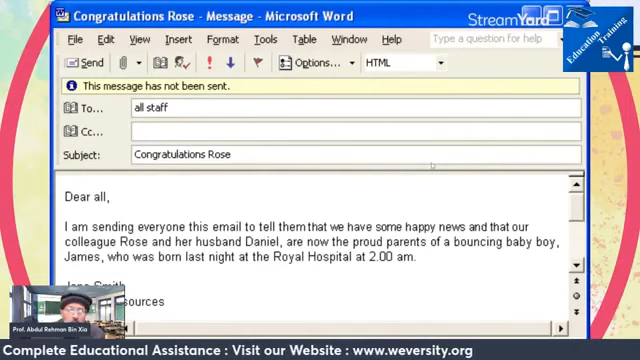 Congratulations Rose - Message - Microsoft Word
StreamYard
Education Training
File Edit View Insert Format Tools Table Window Help Type a question for help
Send Options... HTML
This message has not been sent.
To... all staff
Cc...
Subject: Congratulations Rose
Dear all,
I am sending everyone this email to tell them that we have some happy news and that our
colleague Rose and her husband Daniel, are now the proud parents of a bouncing baby boy,
James, who was born last night at the Royal Hospital at 2.00 am.
Smith
Prof. Abdul Rehman Bin Xia
Complete Educational Assistance : Visit our Website : www.weversity.org